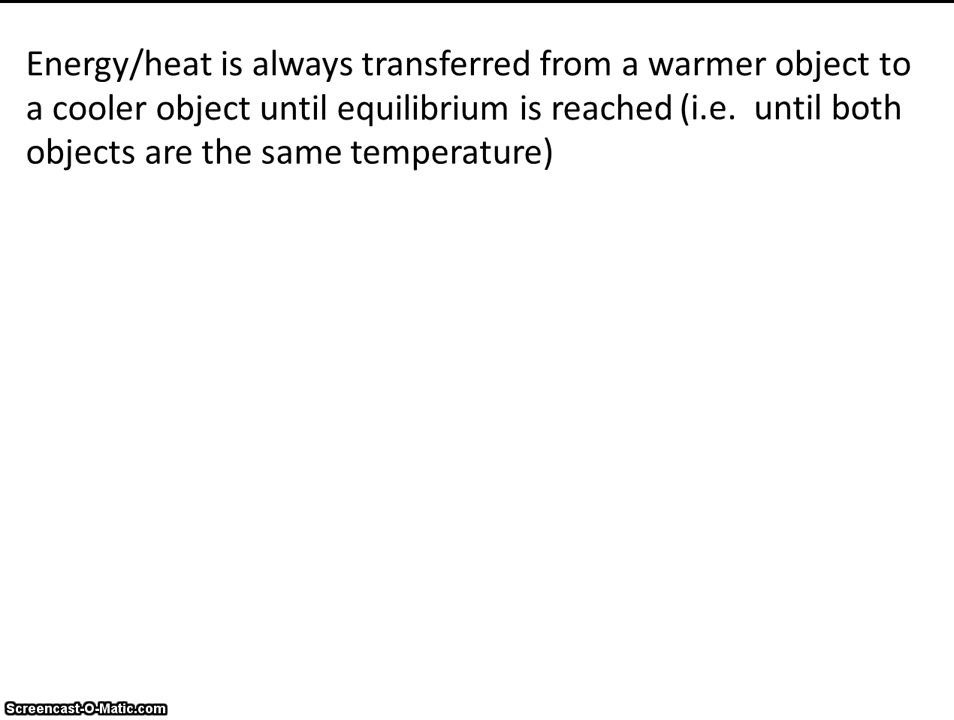 Energy/heat is always transferred from a warmer object to
a cooler object until equilibrium is reached (i.e.  until both
objects are the same temperature)
Screencast-O-Matic.com